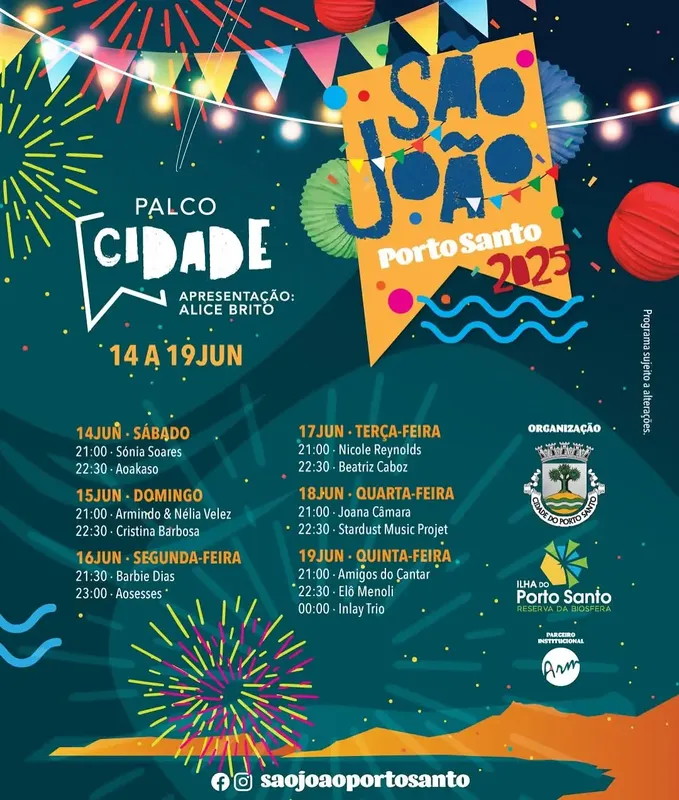 SÃO
JOÃO
Porto Santo
2025
PALCO
CIDADE
APRESENTAÇÃO:
ALICE BRITO
14 A 19JUN
14JUN · SÁBADO
21:00 · Sónia Soares
22:30 · Aoakaso
15JUN · DOMINGO
21:00 · Armindo & Nélia Velez
22:30 · Cristina Barbosa
16JUN · SEGUNDA-FEIRA
21:30 · Barbie Dias
23:00 · Aosesses
17JUN · TERÇA-FEIRA
21:00 · Nicole Reynolds
22:30 · Beatriz Caboz
18JUN · QUARTA-FEIRA
21:00 · Joana Câmara
22:30 · Stardust Music Projet
19JUN · QUINTA-FEIRA
21:00 · Amigos do Cantar
22:30 · Elô Menoli
00:00 · Inlay Trio
Programa sujeito a alterações.
ORGANIZAÇÃO
CIDADE DO PORTO SANTO
ILHA DO
Porto Santo
RESERVA DA BIOSFERA
PARCEIRO
INSTITUCIONAL
Arm
saojoaoportosanto